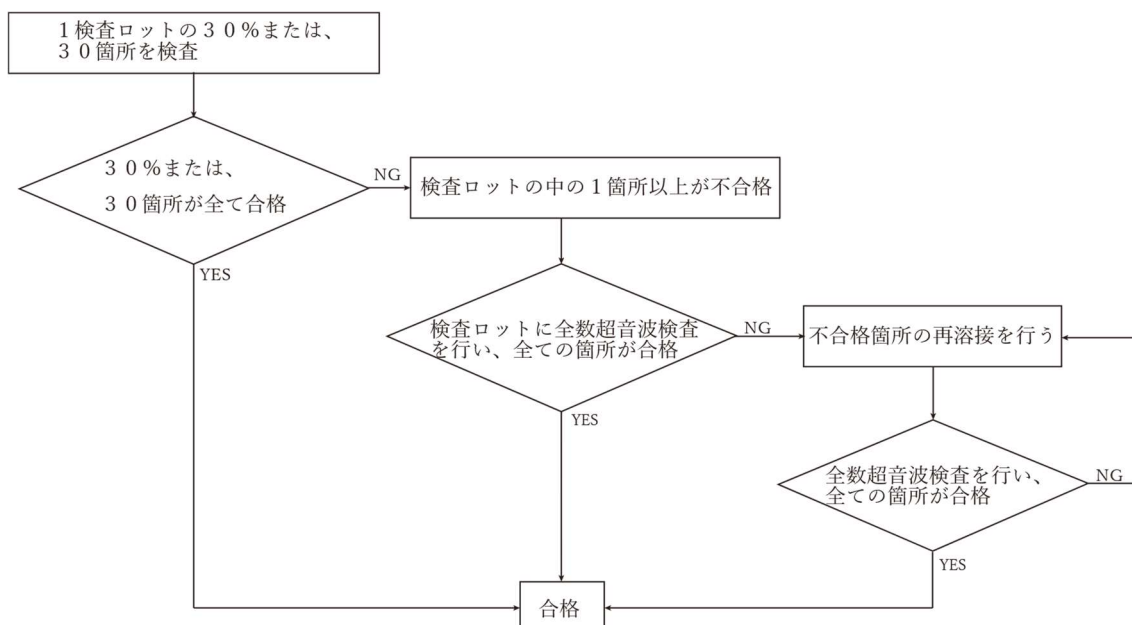 1検査ロットの30%または、
30箇所を検査
30%または、
30箇所が全て合格
NG
検査ロットの中の1箇所以上が不合格
YES
検査ロットに全数超音波検査
を行い、全ての箇所が合格
NG
不合格箇所の再溶接を行う
YES
全数超音波検査を行い、
全ての箇所が合格
NG
YES
合格